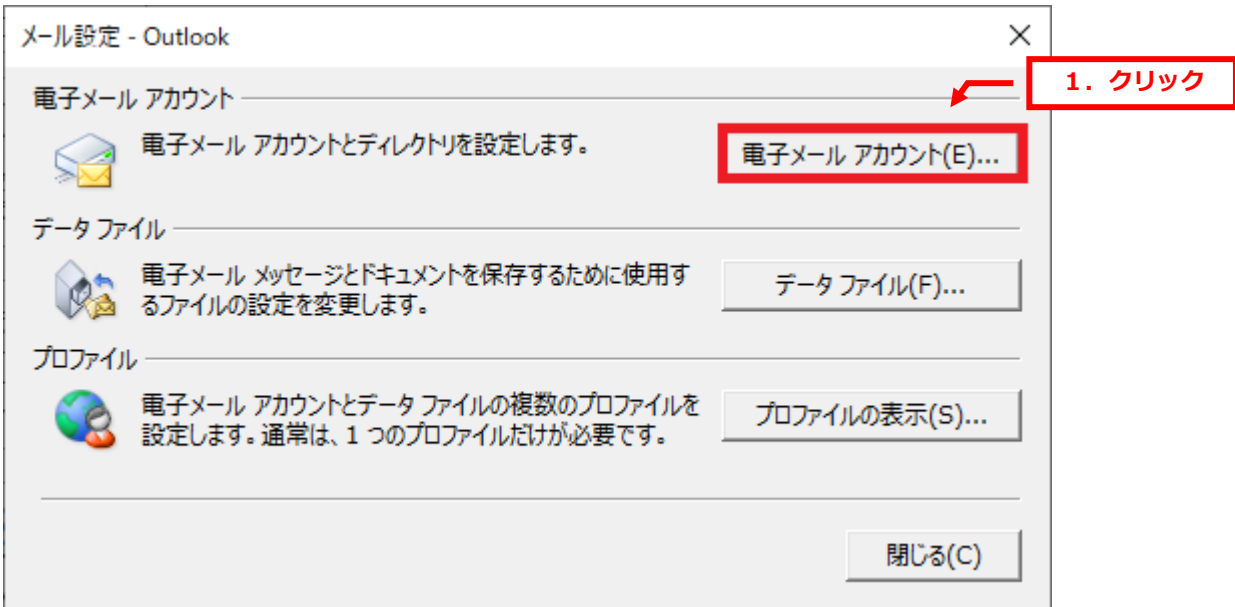 メール設定 - Outlook
1. クリック
電子メール アカウント
電子メール アカウントとディレクトリを設定します。
電子メール アカウント(E)...
データ ファイル
電子メール メッセージとドキュメントを保存するために使用す
るファイルの設定を変更します。
データ ファイル(F)...
プロファイル
電子メール アカウントとデータ ファイルの複数のプロファイルを
設定します。通常は、1 つのプロファイルだけが必要です。
プロファイルの表示(S)...
閉じる(C)